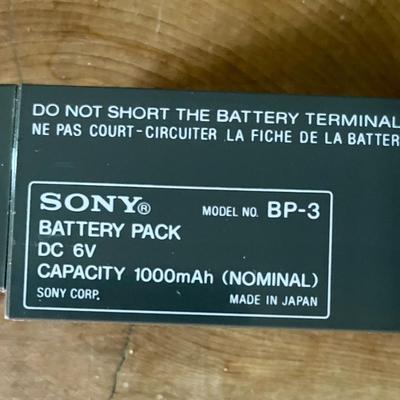 DO NOT SHORT THE BATTERY TERMINAL
NE PAS COURT-CIRCUITER LA FICHE DE LA BATTER
SONY® MODEL NO. BP-3
BATTERY PACK
DC 6V
CAPACITY 1000mAh (NOMINAL)
SONY CORP. MADE IN JAPAN